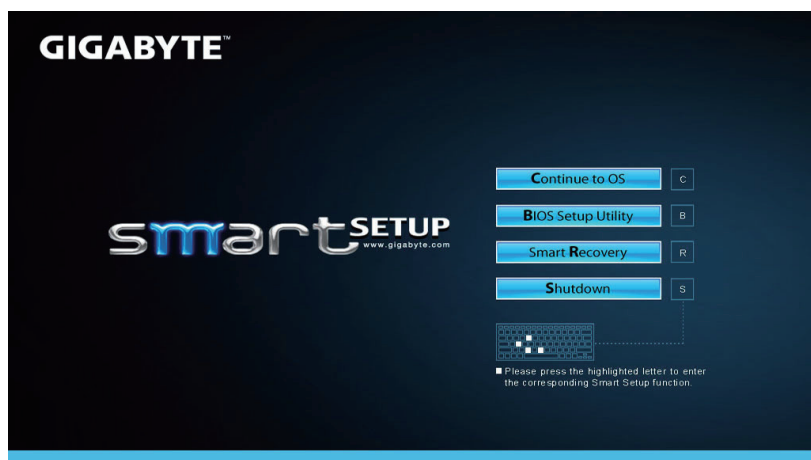 GIGABYTE™
smart SETUP
www.gigabyte.com
Continue to OS C
BIOS Setup Utility B
Smart Recovery R
Shutdown S
Please press the highlighted letter to enter
the corresponding Smart Setup function.